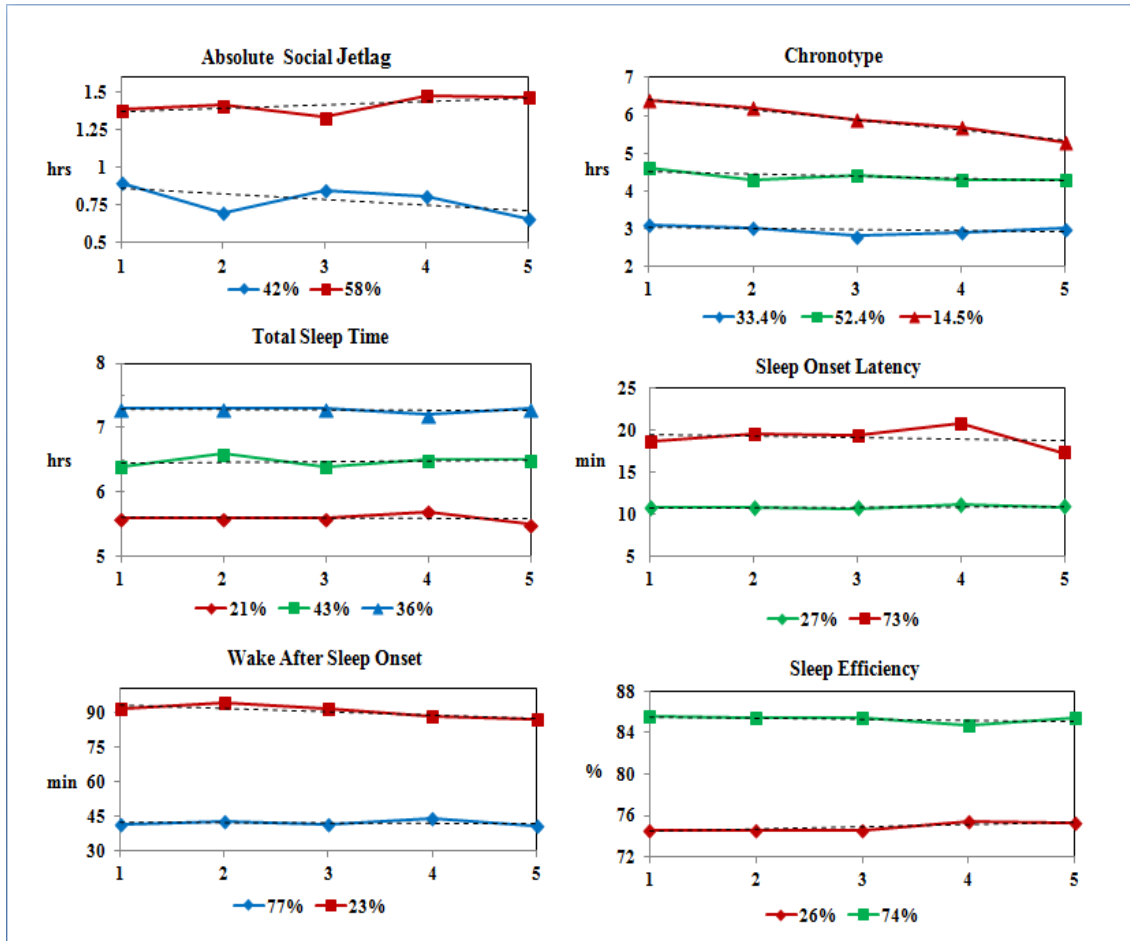 Absolute Social Jetlag
1.5
1.25
1
0.75
0.5
hrs
1 2 3 4 5
42% 58%
Chronotype
7
6
5
4
3
2
hrs
1 2 3 4 5
33.4% 52.4% 14.5%
Total Sleep Time
8
7
6
5
hrs
1 2 3 4 5
21% 43% 36%
Sleep Onset Latency
25
20
15
10
5
min
1 2 3 4 5
27% 73%
Wake After Sleep Onset
90
75
60
45
30
min
1 2 3 4 5
77% 23%
Sleep Efficiency
88
84
80
76
72
%
1 2 3 4 5
26% 74%